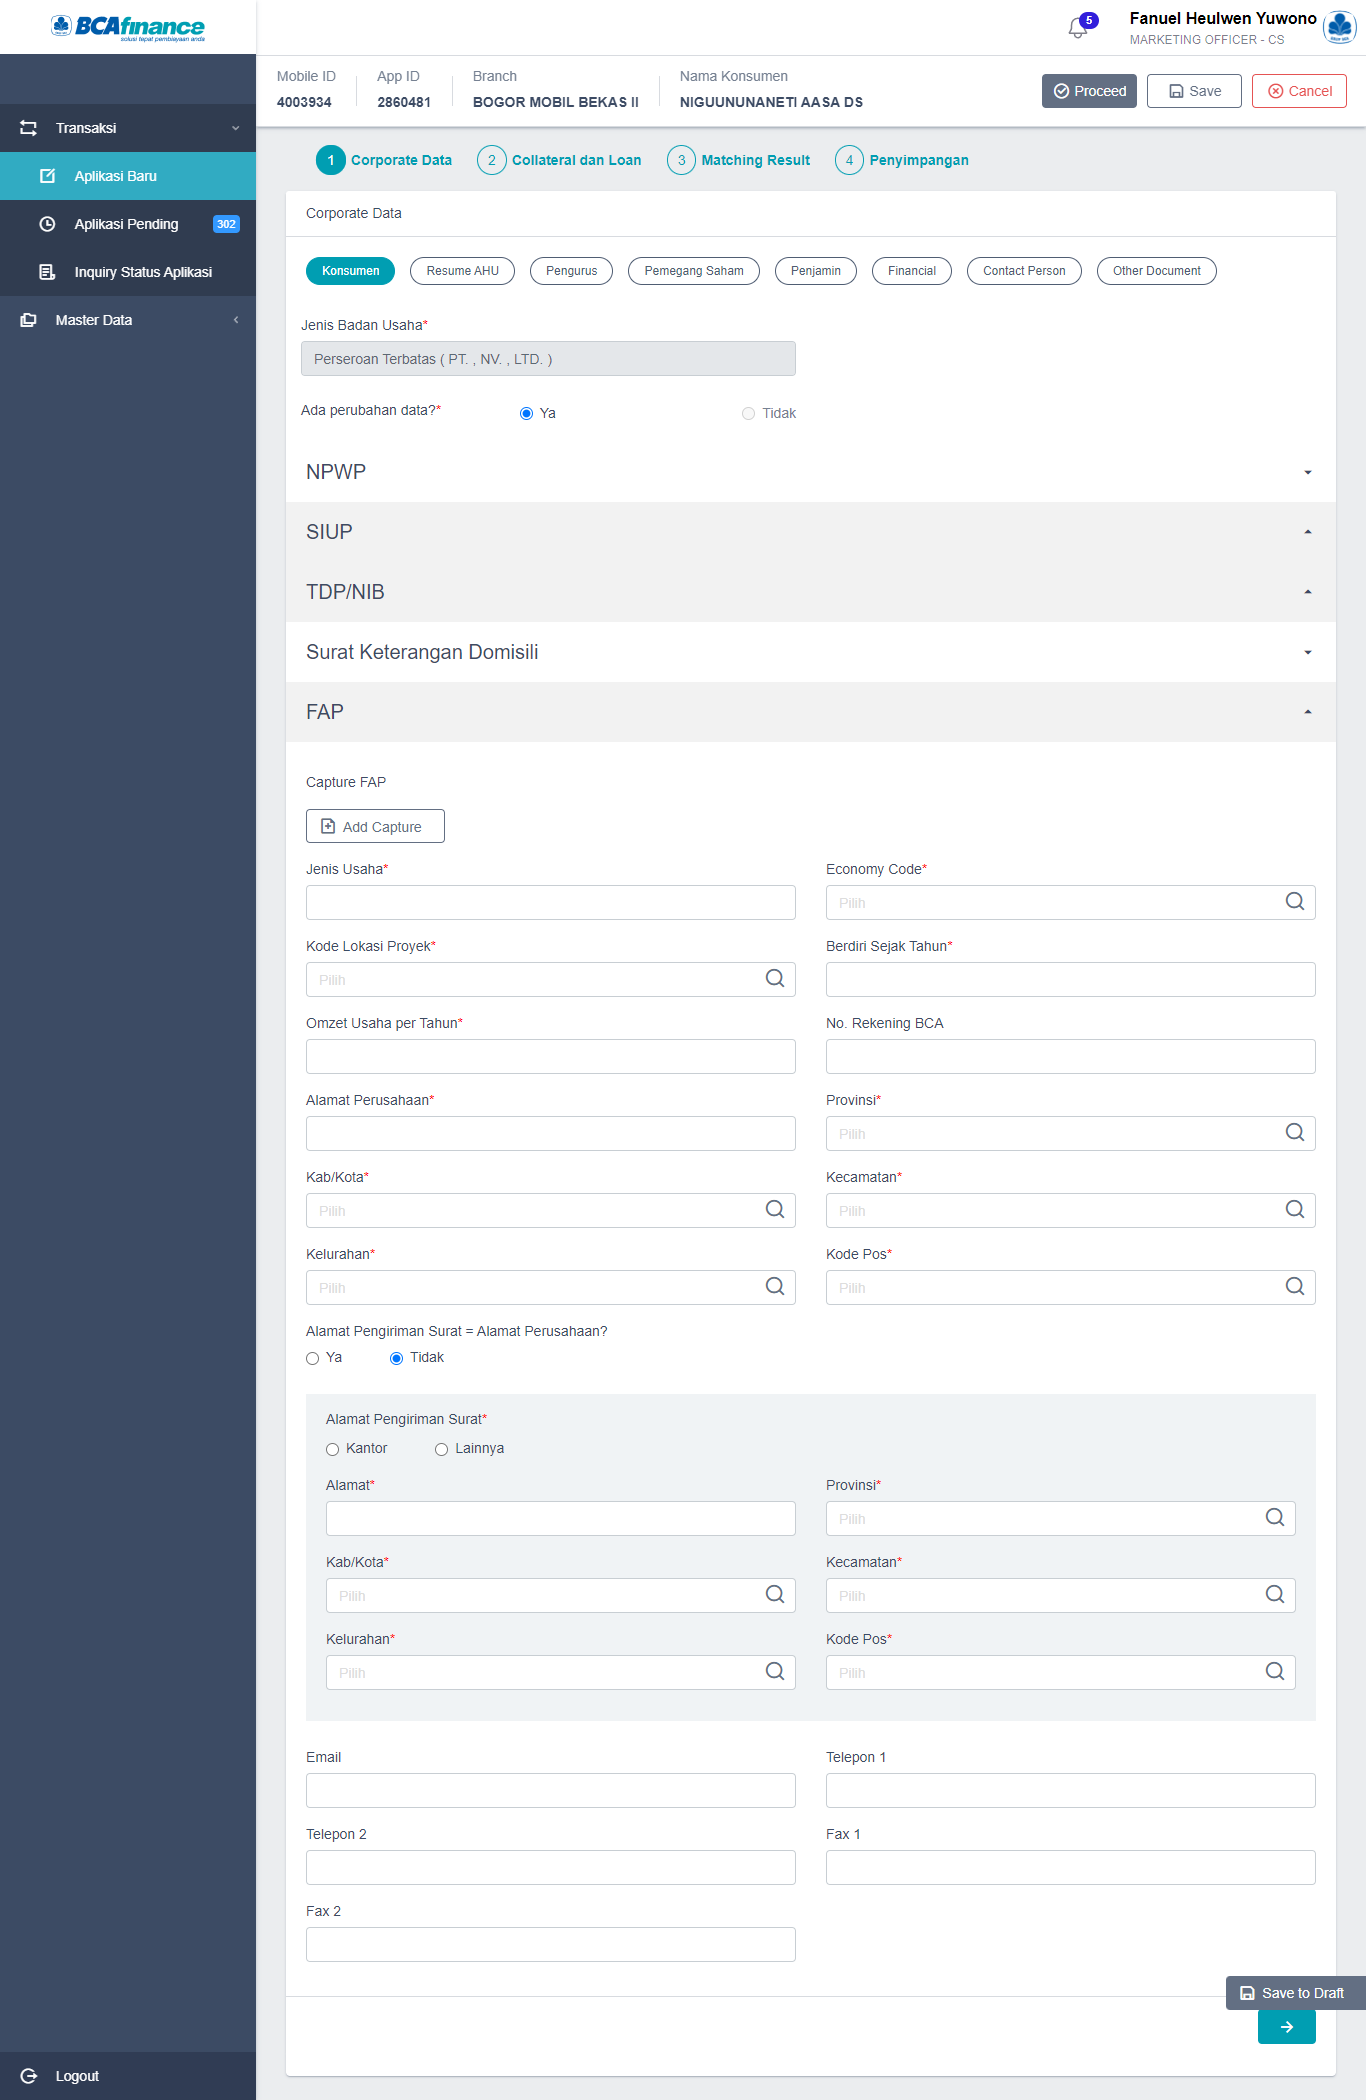 BCAfinance
solusi tepat pembiayaan anda
5
Fanuel Heulwen Yuwono
MARKETING OFFICER - CS
Mobile ID
4003934
App ID
2860481
Branch
BOGOR MOBIL BEKAS II
Nama Konsumen
NIGUUNUNANETI AASA DS
Proceed
Save
Cancel
Transaksi
Aplikasi Baru
Aplikasi Pending 302
Inquiry Status Aplikasi
Master Data
Logout
1 Corporate Data
2 Collateral dan Loan
3 Matching Result
4 Penyimpangan
Corporate Data
Konsumen
Resume AHU
Pengurus
Pemegang Saham
Penjamin
Financial
Contact Person
Other Document
Jenis Badan Usaha*
Perseroan Terbatas ( PT. , NV. , LTD. )
Ada perubahan data?* Ya Tidak
NPWP
SIUP
TDP/NIB
Surat Keterangan Domisili
FAP
Capture FAP
Add Capture
Jenis Usaha*
Economy Code*
Pilih
Kode Lokasi Proyek*
Pilih
Berdiri Sejak Tahun*
Omzet Usaha per Tahun*
No. Rekening BCA
Alamat Perusahaan*
Provinsi*
Pilih
Kab/Kota*
Pilih
Kecamatan*
Pilih
Kelurahan*
Pilih
Kode Pos*
Pilih
Alamat Pengiriman Surat = Alamat Perusahaan?
Ya Tidak
Alamat Pengiriman Surat*
Kantor Lainnya
Alamat*
Provinsi*
Pilih
Kab/Kota*
Pilih
Kecamatan*
Pilih
Kelurahan*
Pilih
Kode Pos*
Pilih
Email
Telepon 1
Telepon 2
Fax 1
Fax 2
Save to Draft